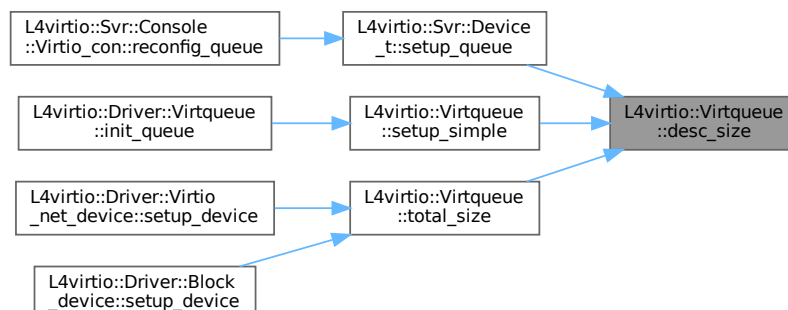 L4virtio::Svr::Console
::Virtio_con::reconfig_queue
L4virtio::Svr::Device
_t::setup_queue
L4virtio::Driver::Virtqueue
::init_queue
L4virtio::Virtqueue
::setup_simple
L4virtio::Virtqueue
::desc_size
L4virtio::Driver::Virtio
_net_device::setup_device
L4virtio::Virtqueue
::total_size
L4virtio::Driver::Block
_device::setup_device